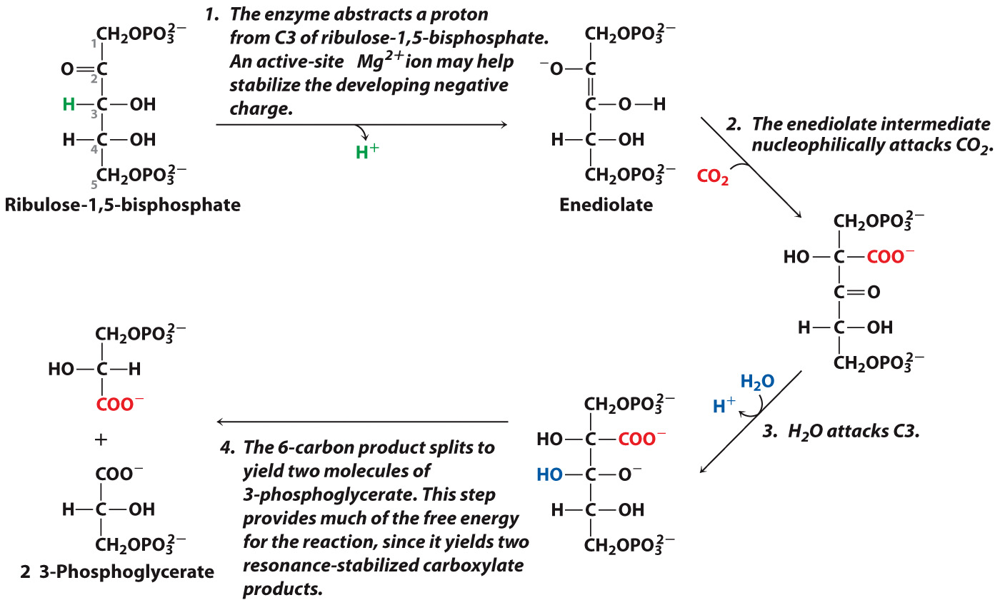 CH₂OPO₃²⁻
1
O=C
2
H—C—OH
3
H—C—OH
4
CH₂OPO₃²⁻
5
Ribulose-1,5-bisphosphate
1. The enzyme abstracts a proton
from C3 of ribulose-1,5-bisphosphate.
An active-site Mg²⁺ ion may help
stabilize the developing negative
charge.
H⁺
CH₂OPO₃²⁻
⁻O—C
C—O—H
H—C—OH
CH₂OPO₃²⁻
Enediolate
2. The enediolate intermediate
nucleophilically attacks CO₂.
CO₂
CH₂OPO₃²⁻
HO—C—COO⁻
C=O
H—C—OH
CH₂OPO₃²⁻
H₂O
H⁺
3. H₂O attacks C3.
CH₂OPO₃²⁻
HO—C—COO⁻
HO—C—O⁻
H—C—OH
CH₂OPO₃²⁻
4. The 6-carbon product splits to
yield two molecules of
3-phosphoglycerate. This step
provides much of the free energy
for the reaction, since it yields two
resonance-stabilized carboxylate
products.
CH₂OPO₃²⁻
HO—C—H
COO⁻
+
COO⁻
H—C—OH
CH₂OPO₃²⁻
2 3-Phosphoglycerate